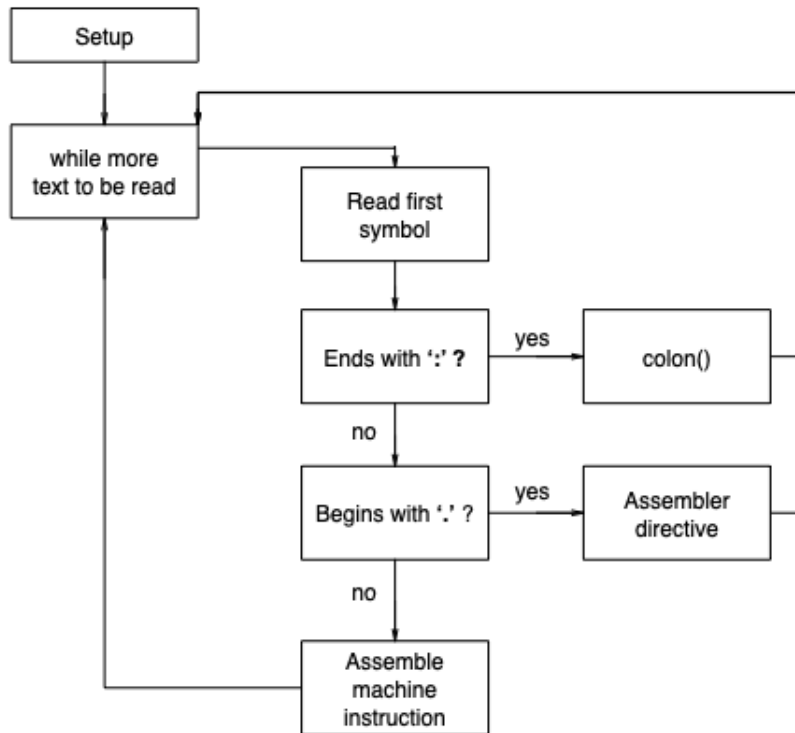 Setup
while more
text to be read
Read first
symbol
Ends with ‘:’ ?
yes
colon()
no
Begins with ‘.’ ?
yes
Assembler
directive
no
Assemble
machine
instruction